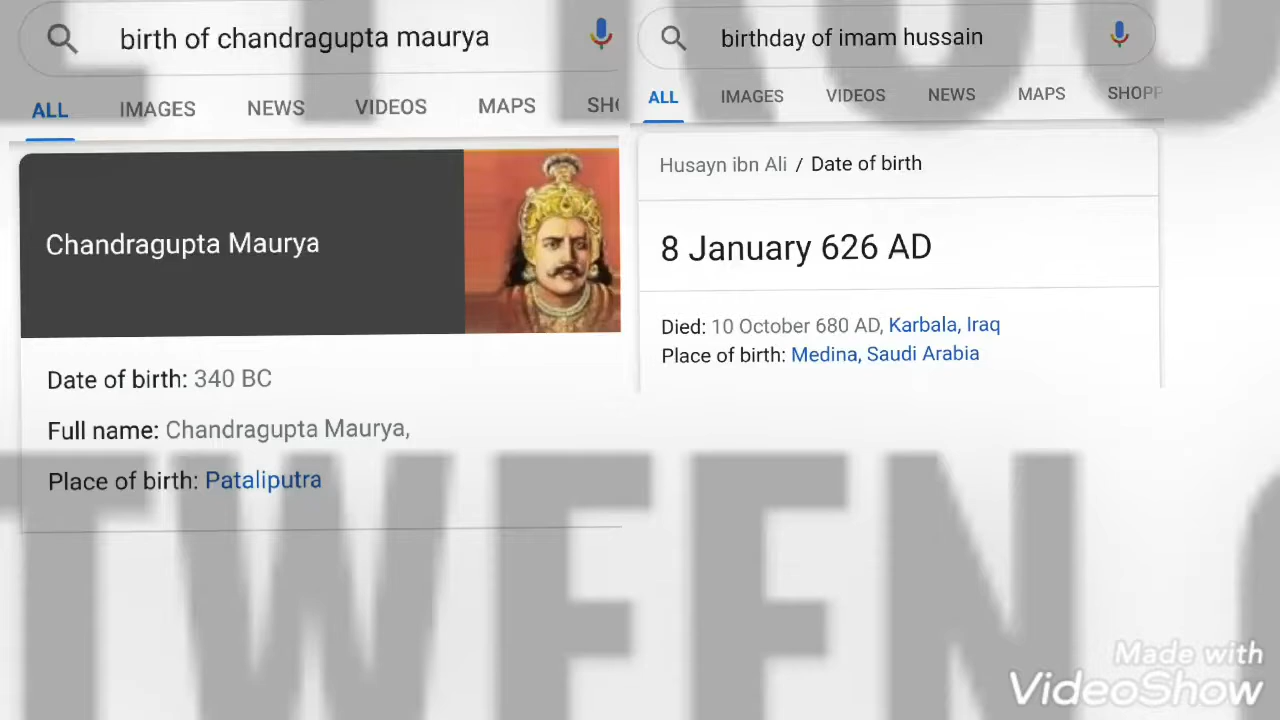 birth of chandragupta maurya
ALL IMAGES NEWS VIDEOS MAPS
Chandragupta Maurya
Date of birth: 340 BC
Full name: Chandragupta Maurya,
Place of birth: Pataliputra
birthday of imam hussain
ALL IMAGES VIDEOS NEWS MAPS SHOPP
Husayn ibn Ali / Date of birth
8 January 626 AD
Died: 10 October 680 AD, Karbala, Iraq
Place of birth: Medina, Saudi Arabia
TWEEN
Made with
VideoShow